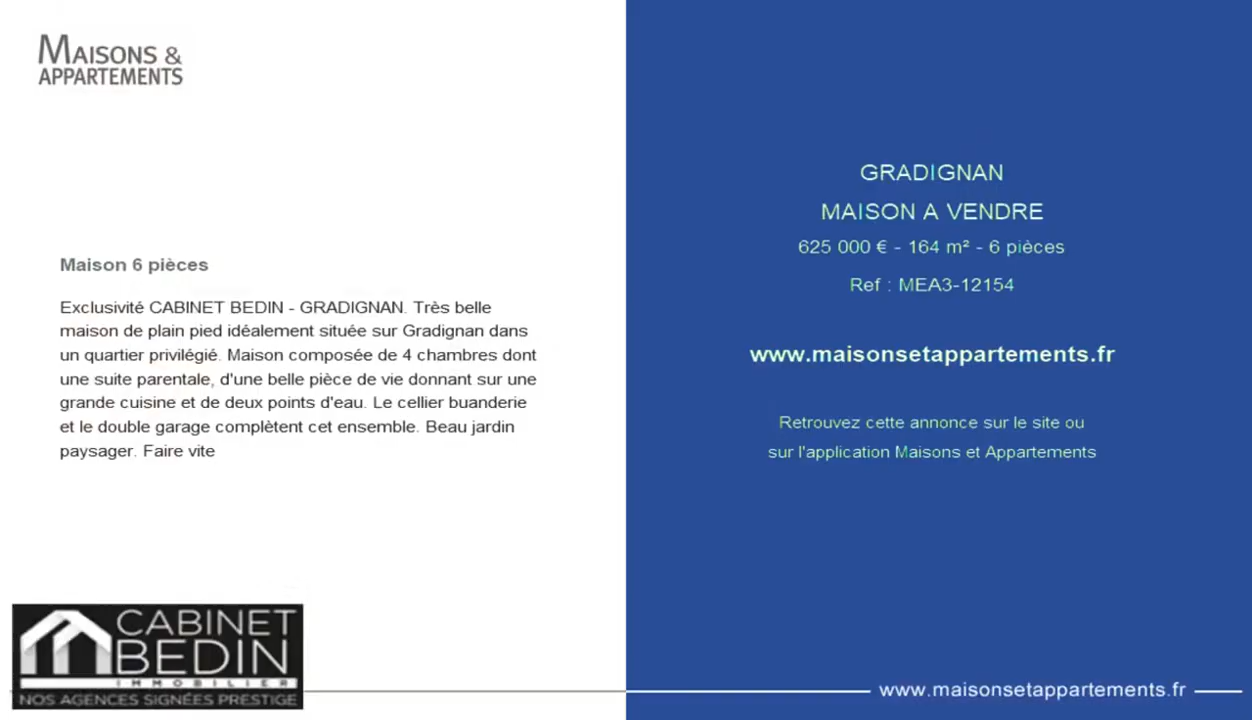 MAISONS &
APPARTEMENTS
Maison 6 pièces
Exclusivité CABINET BEDIN - GRADIGNAN. Très belle
maison de plain pied idéalement située sur Gradignan dans
un quartier privilégié. Maison composée de 4 chambres dont
une suite parentale, d'une belle pièce de vie donnant sur une
grande cuisine et de deux points d'eau. Le cellier buanderie
et le double garage complètent cet ensemble. Beau jardin
paysager. Faire vite
CABINET
BEDIN
IMMOBILIER
NOS AGENCES SIGNÉES PRESTIGE
GRADIGNAN
MAISON A VENDRE
625 000 € - 164 m² - 6 pièces
Ref : MEA3-12154
www.maisonsetappartements.fr
Retrouvez cette annonce sur le site ou
sur l'application Maisons et Appartements
www.maisonsetappartements.fr